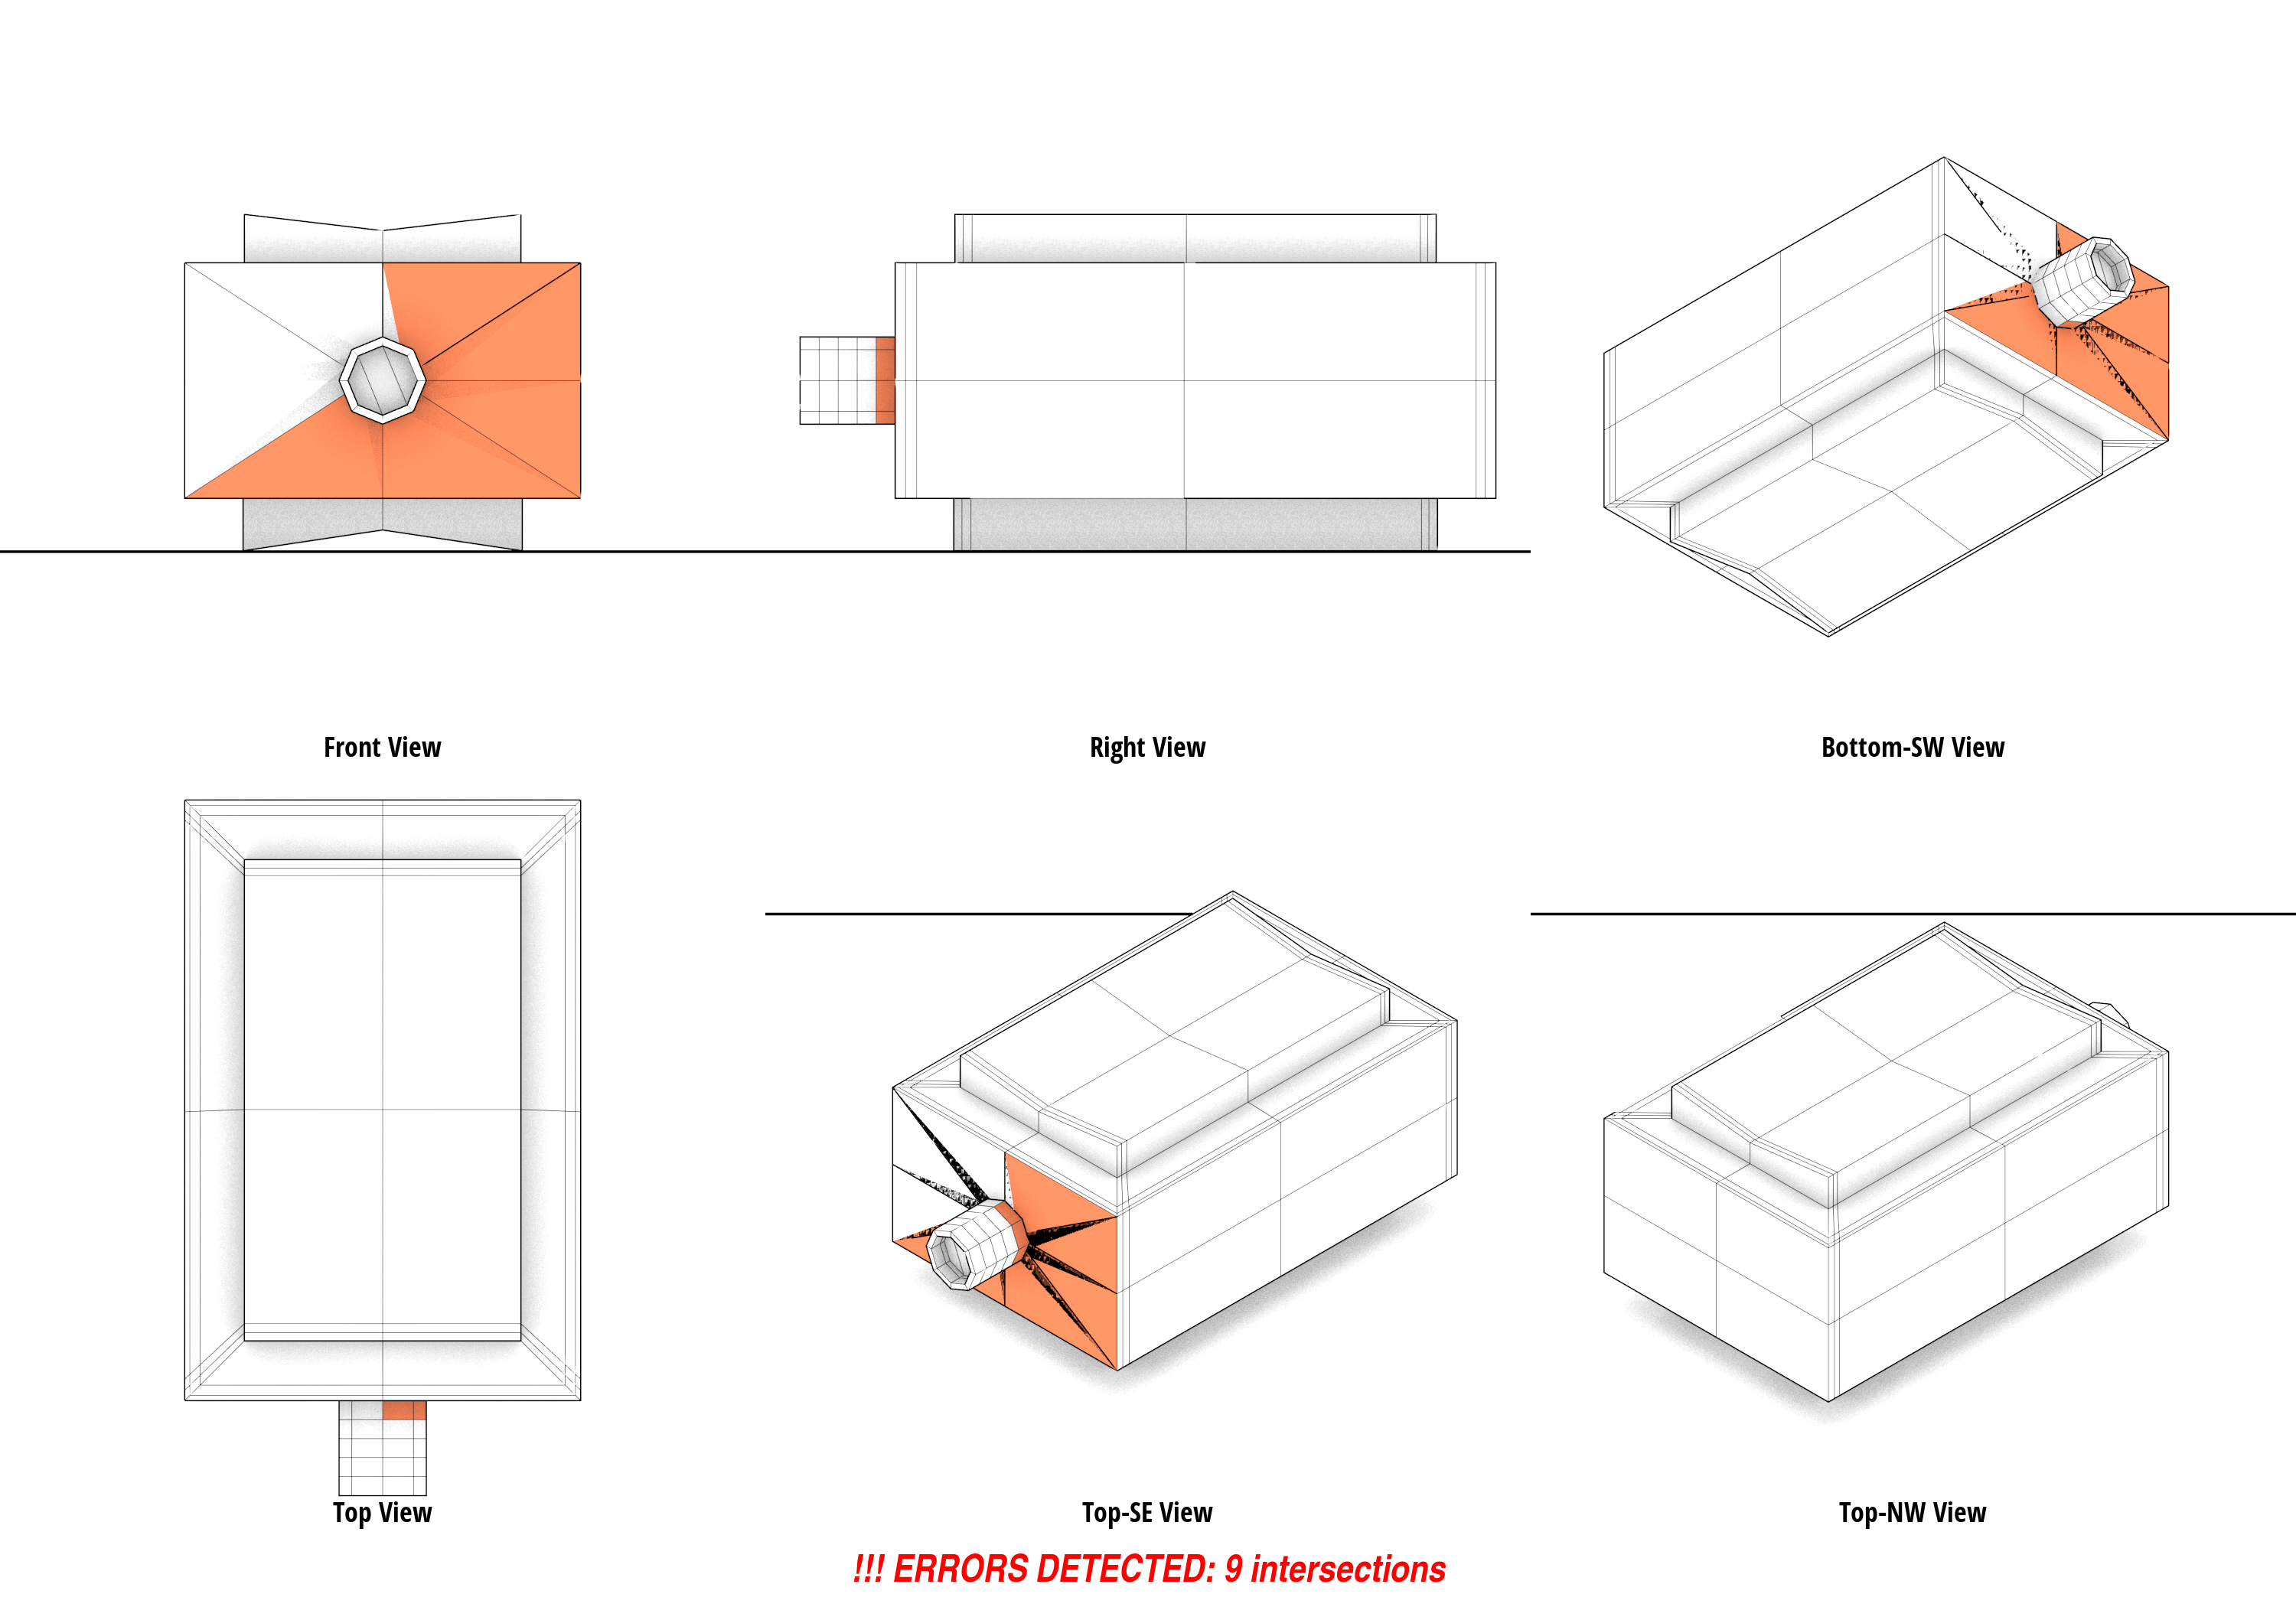 Front View
Right View
Bottom-SW View
Top View
Top-SE View
Top-NW View
!!! ERRORS DETECTED: 9 intersections